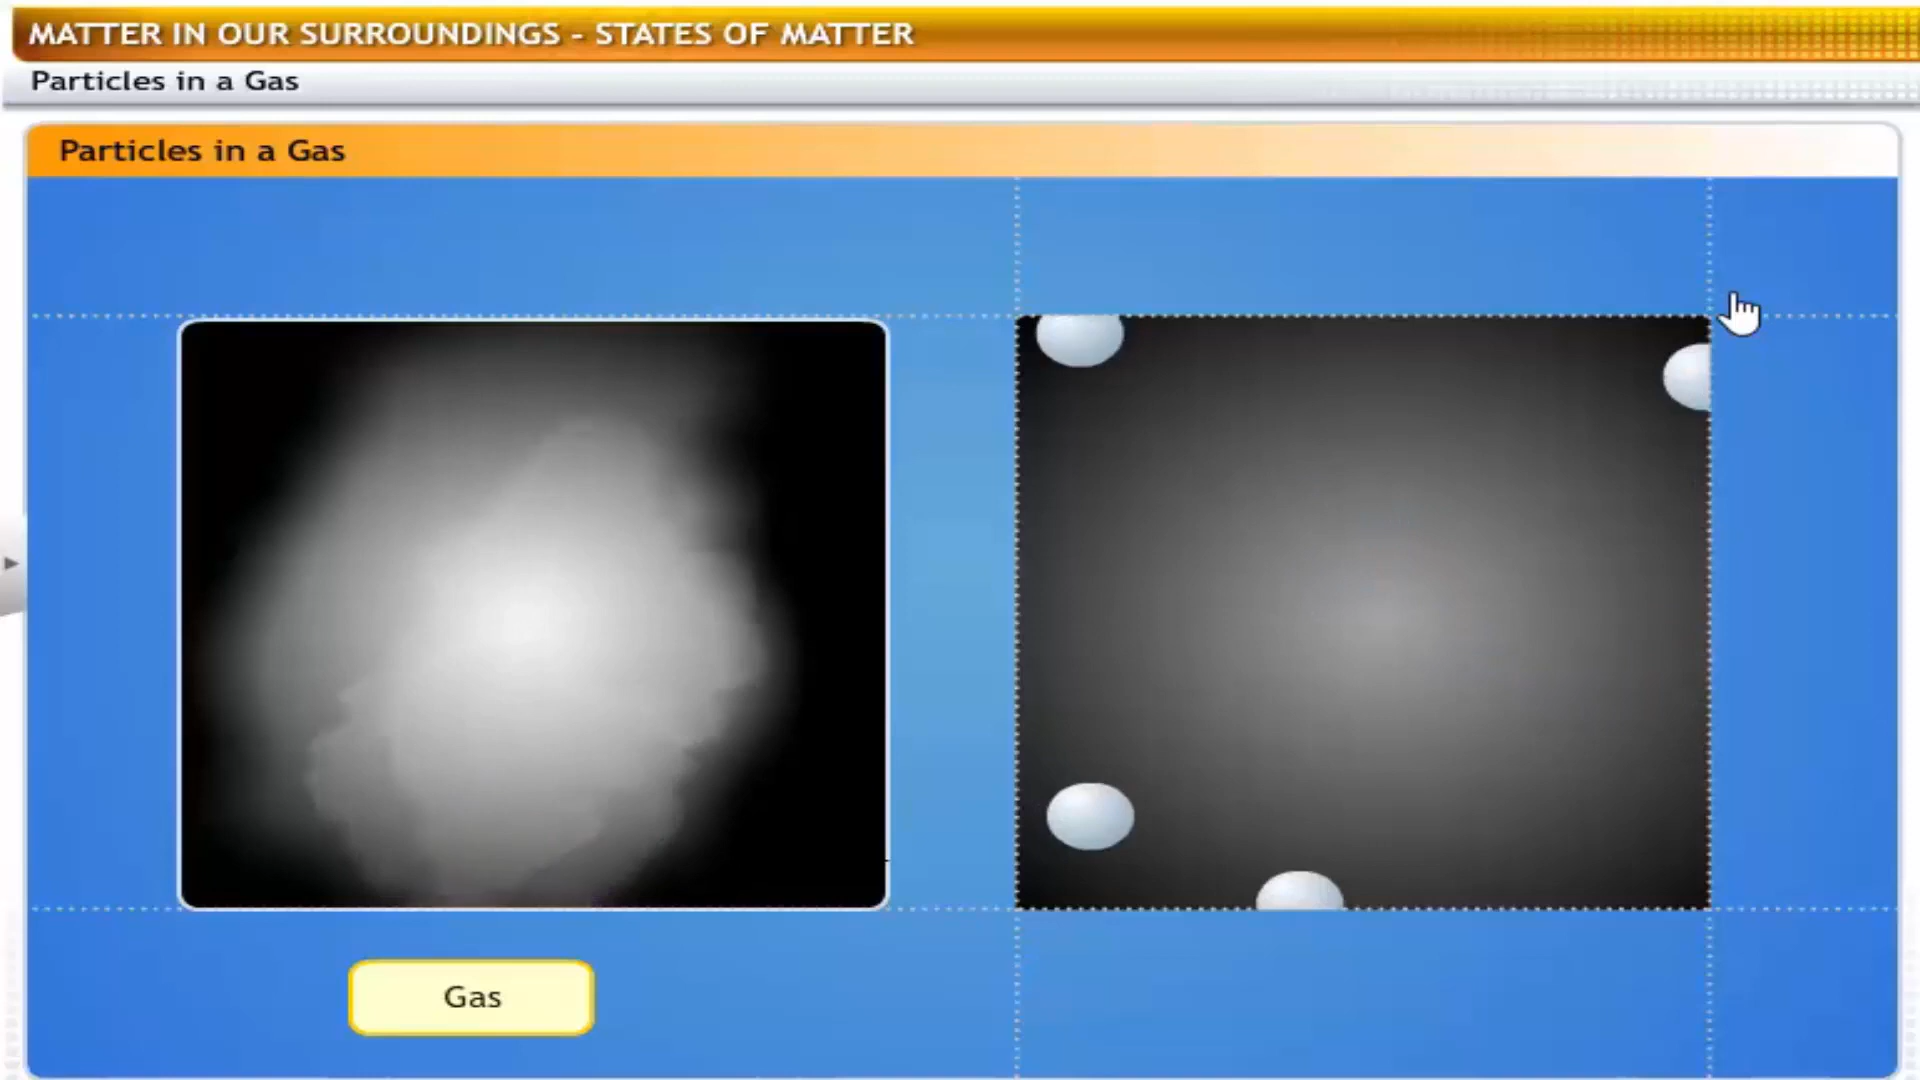 MATTER IN OUR SURROUNDINGS - STATES OF MATTER
Particles in a Gas
Particles in a Gas
Gas